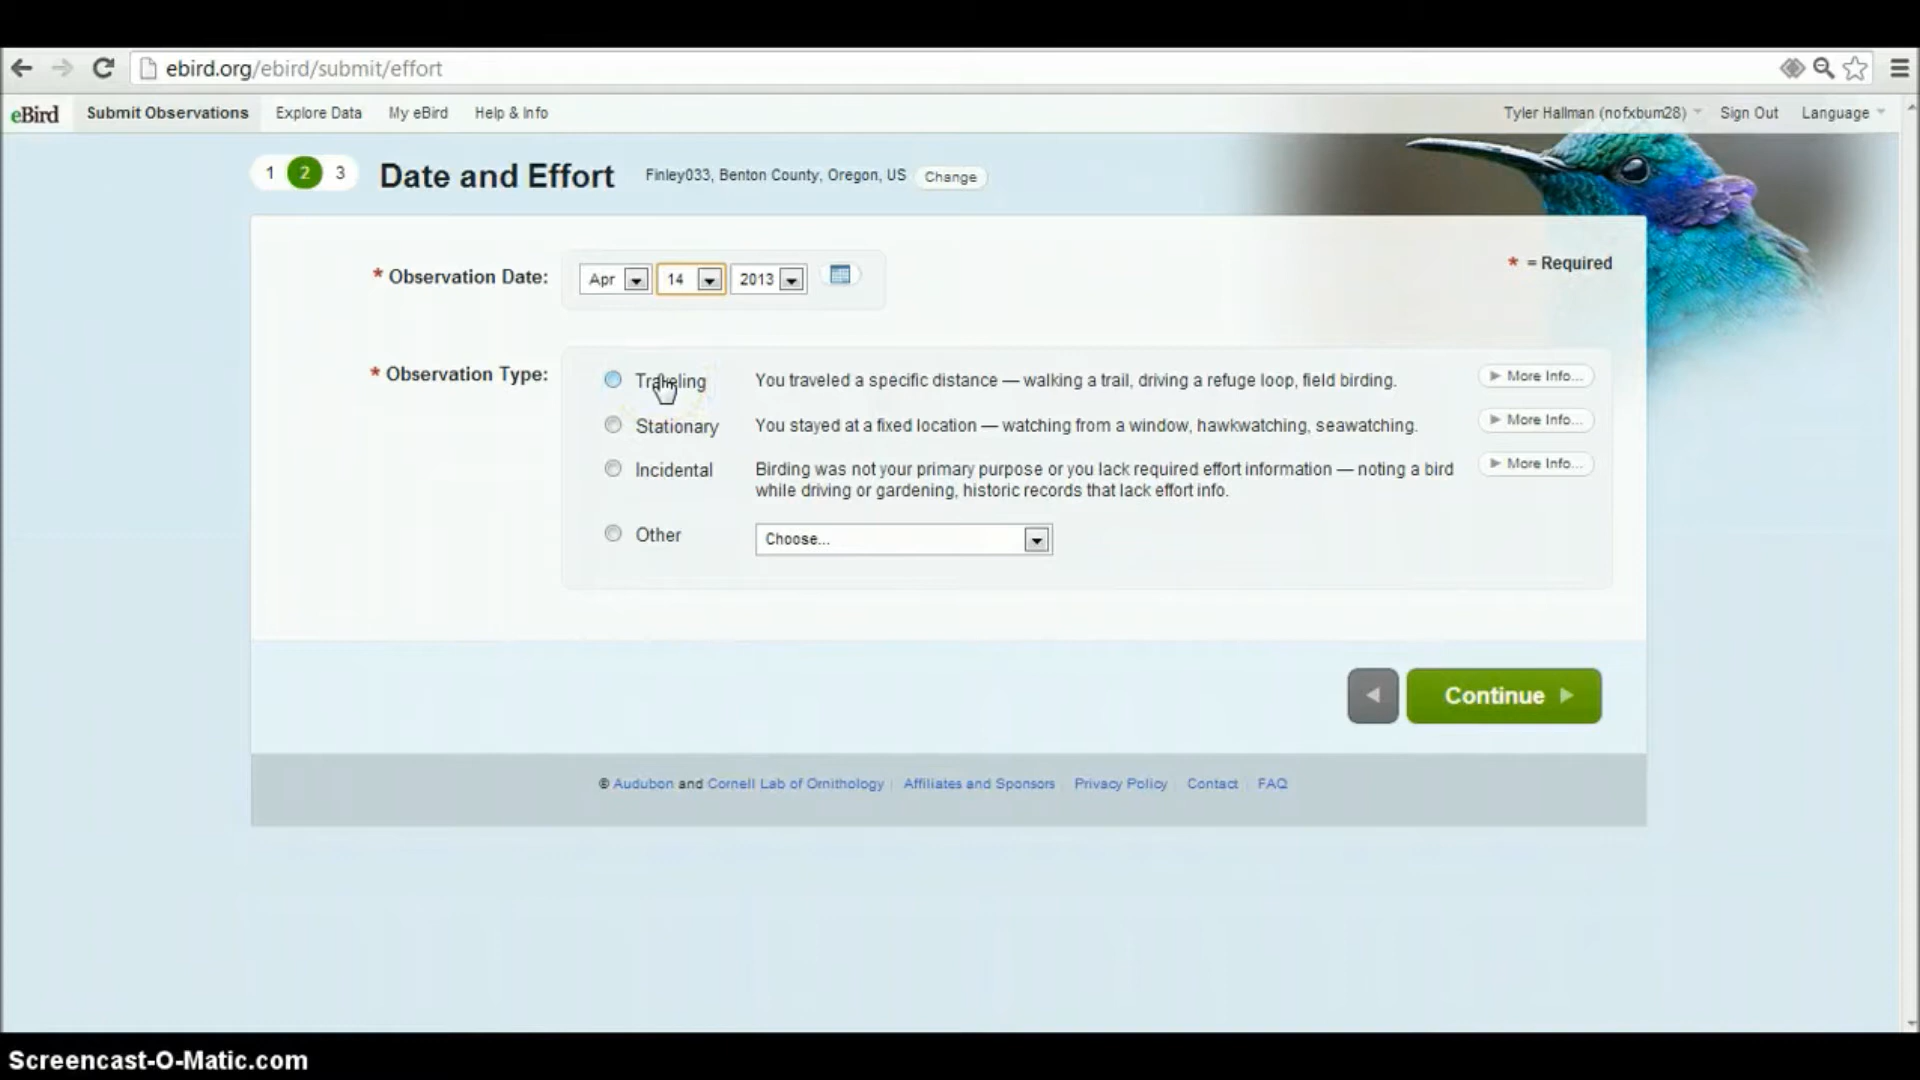 ebird.org/ebird/submit/effort
eBird Submit Observations Explore Data My eBird Help & Info Tyler Hallman (nofxbum28) Sign Out Language
1 2 3 Date and Effort Finley033, Benton County, Oregon, US Change
* = Required
* Observation Date: Apr 14 2013
* Observation Type:
Traveling You traveled a specific distance — walking a trail, driving a refuge loop, field birding. More Info...
Stationary You stayed at a fixed location — watching from a window, hawkwatching, seawatching. More Info...
Incidental Birding was not your primary purpose or you lack required effort information — noting a bird More Info...
while driving or gardening, historic records that lack effort info.
Other Choose...
Continue
© Audubon and Cornell Lab of Ornithology | Affiliates and Sponsors | Privacy Policy | Contact | FAQ
Screencast-O-Matic.com